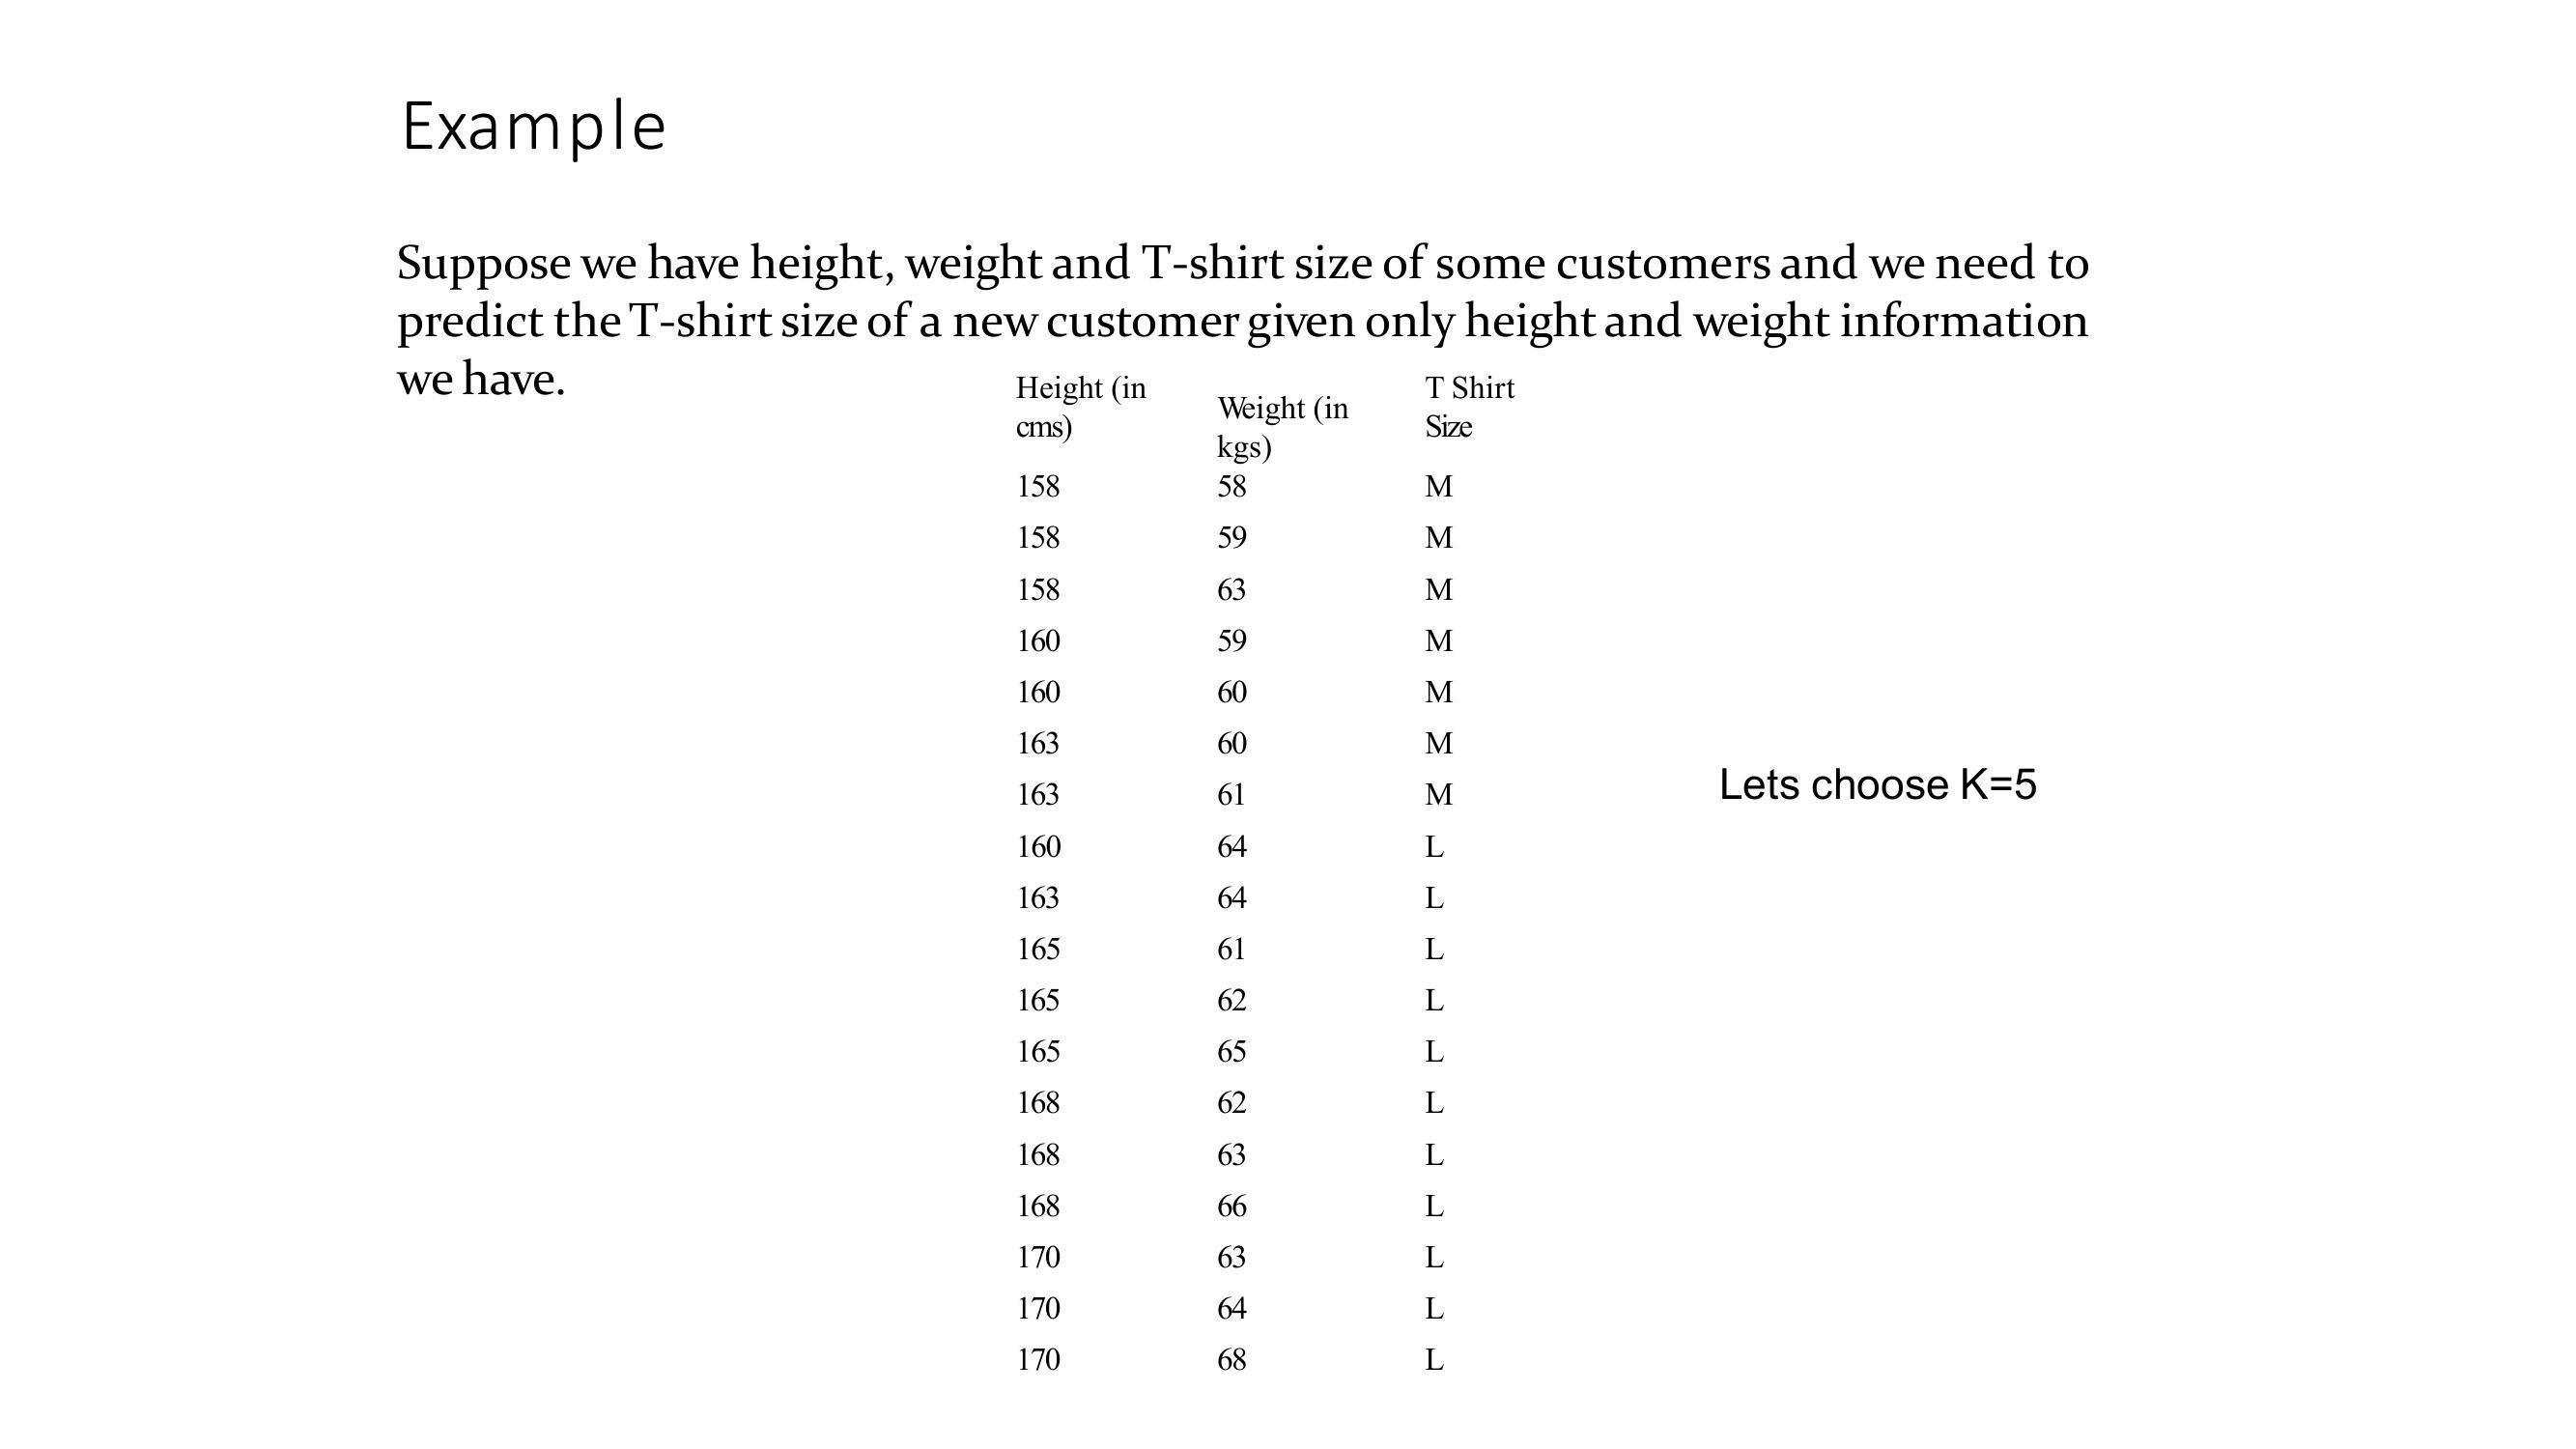 Example
Suppose we have height, weight and T-shirt size of some customers and we need to
predict the T-shirt size of a new customer given only height and weight information
we have.
Height (in cms) Weight (in kgs) T Shirt Size
158 58 M
158 59 M
158 63 M
160 59 M
160 60 M
163 60 M
163 61 M
160 64 L
163 64 L
165 61 L
165 62 L
165 65 L
168 62 L
168 63 L
168 66 L
170 63 L
170 64 L
170 68 L
Lets choose K=5